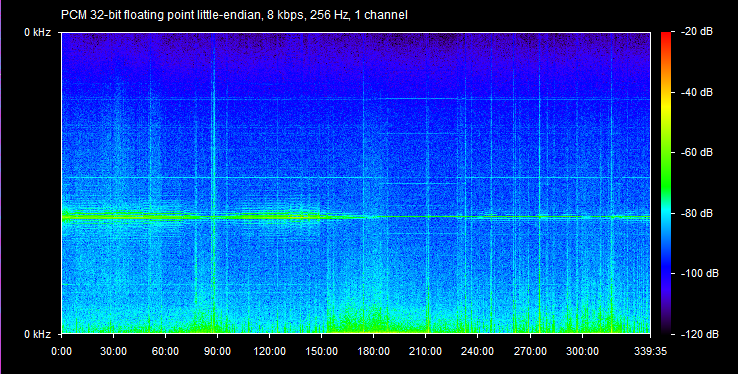 PCM 32-bit floating point little-endian, 8 kbps, 256 Hz, 1 channel
0 kHz
-20 dB
-40 dB
-60 dB
-80 dB
-100 dB
0 kHz
-120 dB
0:00 30:00 60:00 90:00 120:00 150:00 180:00 210:00 240:00 270:00 300:00 339:35